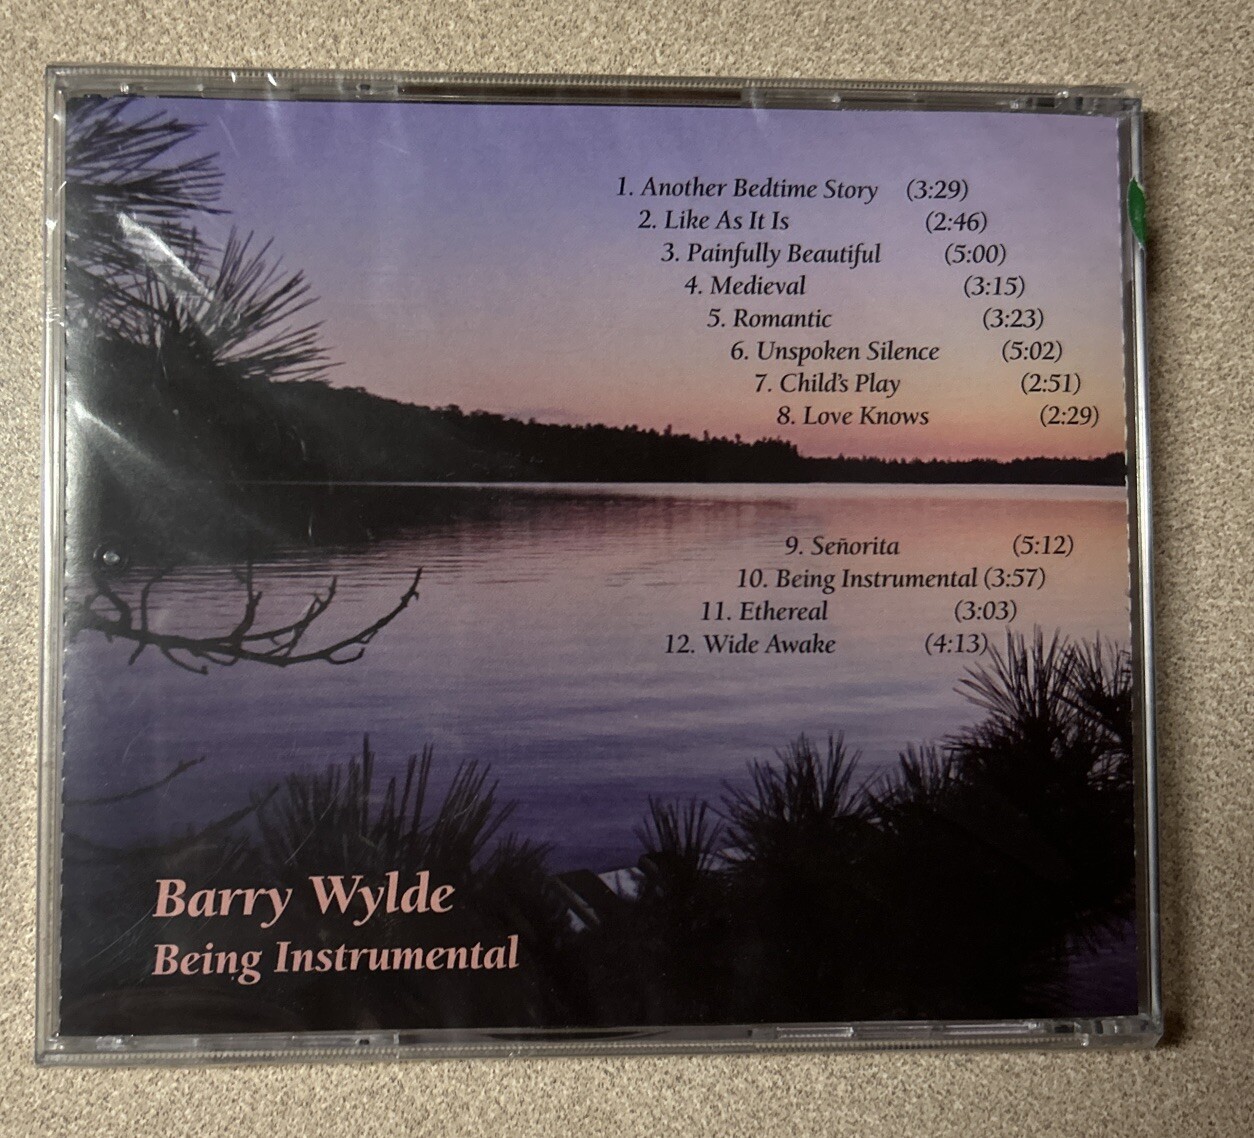 1. Another Bedtime Story (3:29)
2. Like As It Is (2:46)
3. Painfully Beautiful (5:00)
4. Medieval (3:15)
5. Romantic (3:23)
6. Unspoken Silence (5:02)
7. Child's Play (2:51)
8. Love Knows (2:29)
9. Señorita (5:12)
10. Being Instrumental (3:57)
11. Ethereal (3:03)
12. Wide Awake (4:13)
Barry Wylde
Being Instrumental